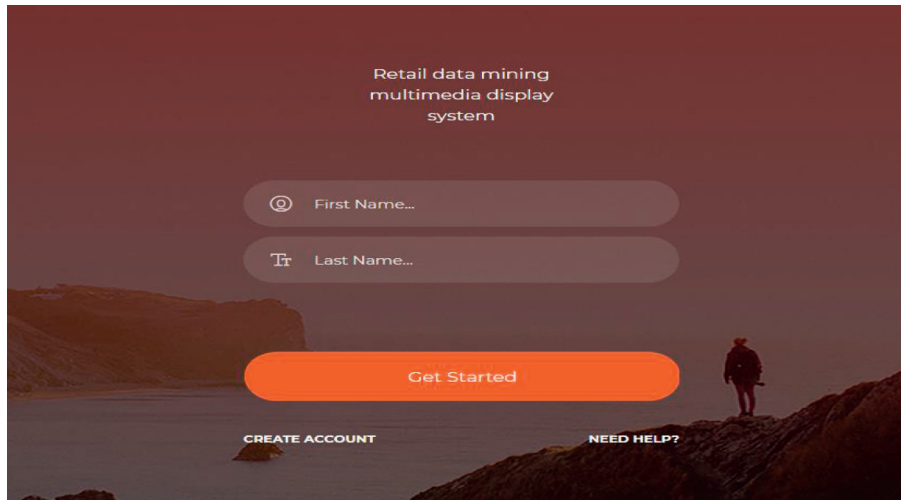 Retail data mining
multimedia display
system
First Name...
Last Name...
Get Started
CREATE ACCOUNT
NEED HELP?